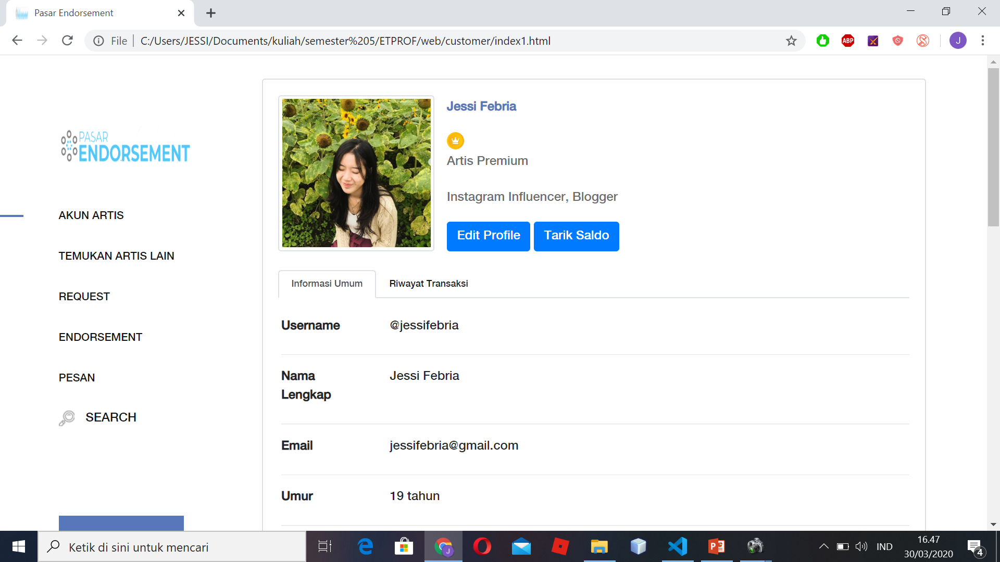 Pasar Endorsement
File C:/Users/JESSI/Documents/kuliah/semester%205/ETPROF/web/customer/index1.html
ABP
J
PASAR
ENDORSEMENT
AKUN ARTIS
TEMUKAN ARTIS LAIN
REQUEST
ENDORSEMENT
PESAN
SEARCH
Jessi Febria
Artis Premium
Instagram Influencer, Blogger
Edit Profile
Tarik Saldo
Informasi Umum
Riwayat Transaksi
Username @jessifebria
Nama Jessi Febria
Lengkap
Email jessifebria@gmail.com
Umur 19 tahun
Ketik di sini untuk mencari
J
IND
16.47
30/03/2020
4